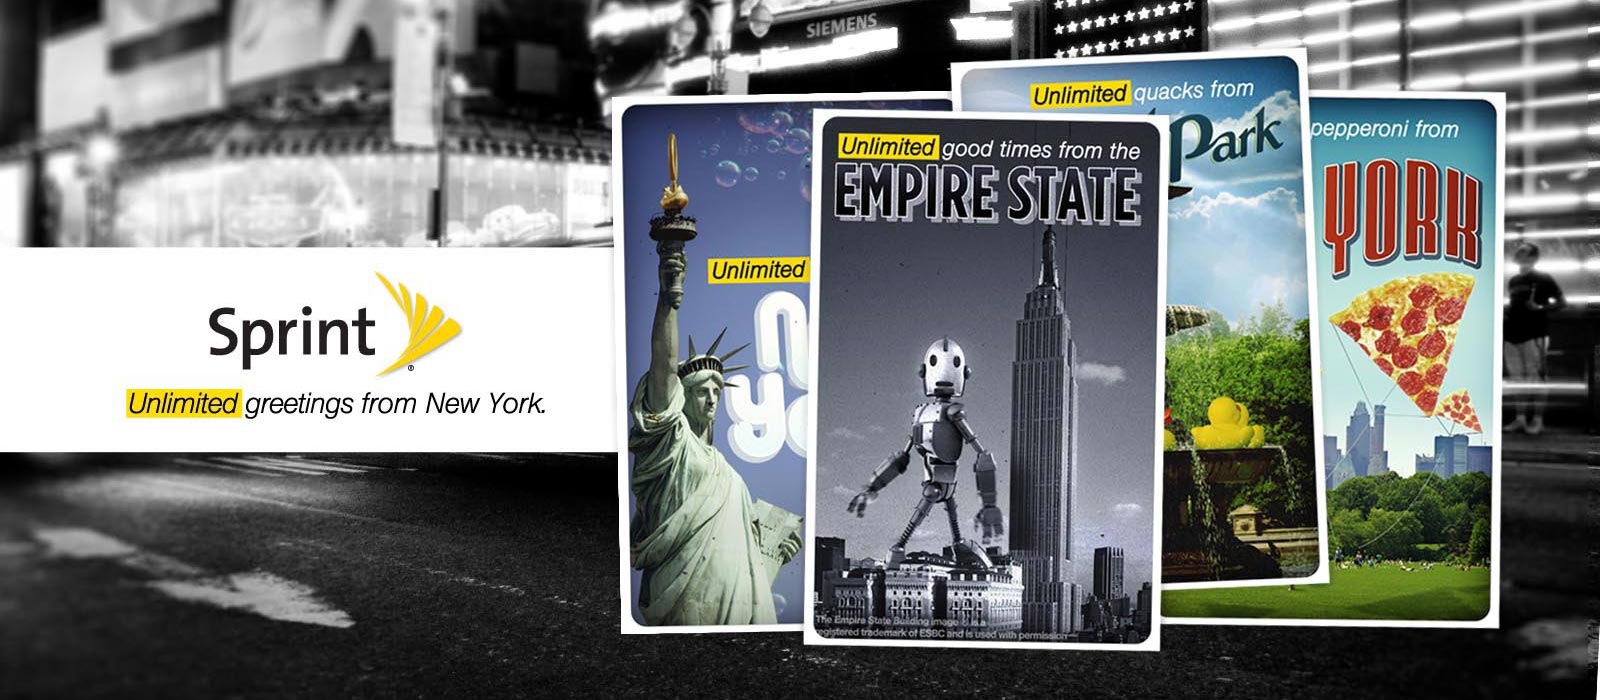 SIEMENS
Sprint
Unlimited greetings from New York.
Unlimited
Unlimited good times from the
EMPIRE STATE
The Empire State Building image is a
registered trademark of ESBC and is used with permission
Unlimited quacks from
Park
pepperoni from
YORK